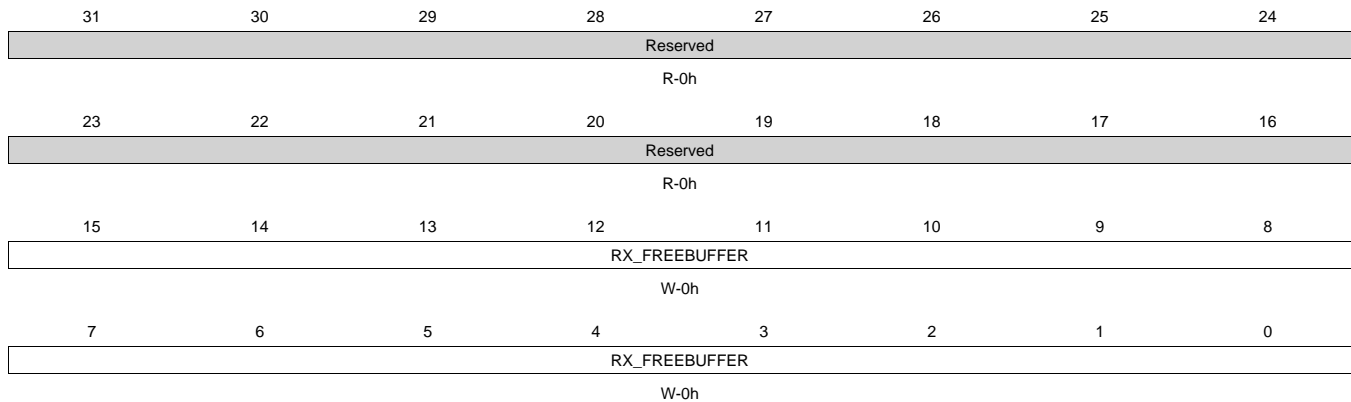 31 30 29 28 27 26 25 24
Reserved
R-0h
23 22 21 20 19 18 17 16
Reserved
R-0h
15 14 13 12 11 10 9 8
RX_FREEBUFFER
W-0h
7 6 5 4 3 2 1 0
RX_FREEBUFFER
W-0h